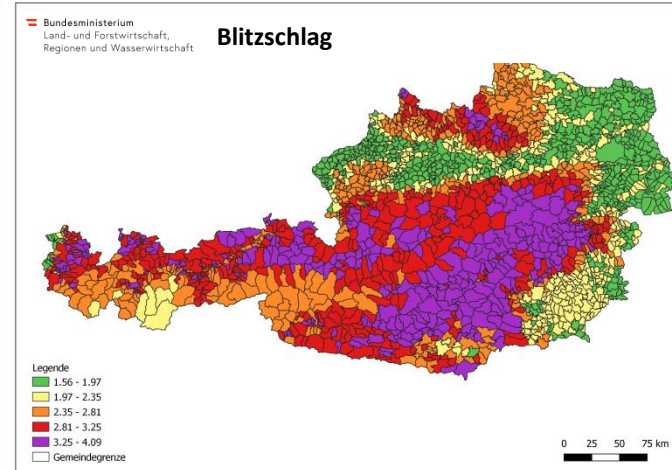 Bundesministerium
Land- und Forstwirtschaft,
Regionen und Wasserwirtschaft
Blitzschlag
Legende
1.56 - 1.97
1.97 - 2.35
2.35 - 2.81
2.81 - 3.25
3.25 - 4.09
Gemeindegrenze
0 25 50 75 km